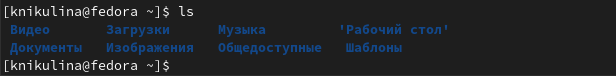 [knikulina@fedora ~]$ ls
Видео Загрузки Музыка 'Рабочий стол'
Документы Изображения Общедоступные Шаблоны
[knikulina@fedora ~]$